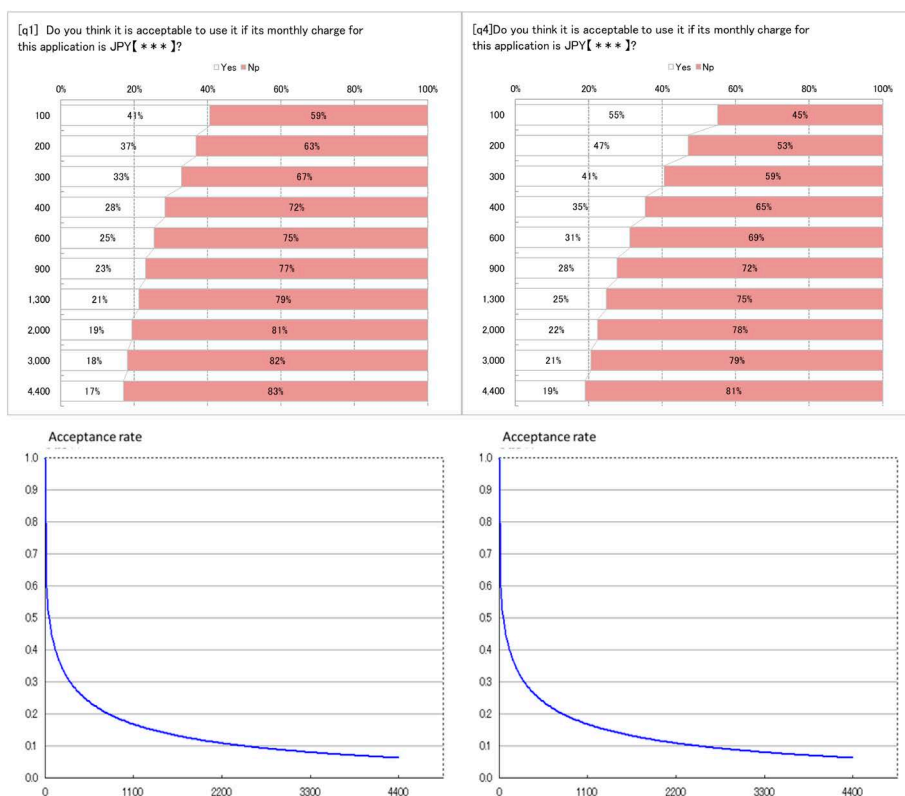 [q1] Do you think it is acceptable to use it if its monthly charge for
this application is JPY【 * * * 】?
□Yes ■Np
0% 20% 40% 60% 80% 100%
100 41% 59%
200 37% 63%
300 33% 67%
400 28% 72%
600 25% 75%
900 23% 77%
1,300 21% 79%
2,000 19% 81%
3,000 18% 82%
4,400 17% 83%
[q4]Do you think it is acceptable to use it if its monthly charge for
this application is JPY【 * * * 】?
□Yes ■Np
0% 20% 40% 60% 80% 100%
100 55% 45%
200 47% 53%
300 41% 59%
400 35% 65%
600 31% 69%
900 28% 72%
1,300 25% 75%
2,000 22% 78%
3,000 21% 79%
4,400 19% 81%
Acceptance rate
1.0
0.9
0.8
0.7
0.6
0.5
0.4
0.3
0.2
0.1
0.0
0 1100 2200 3300 4400
Acceptance rate
1.0
0.9
0.8
0.7
0.6
0.5
0.4
0.3
0.2
0.1
0.0
0 1100 2200 3300 4400